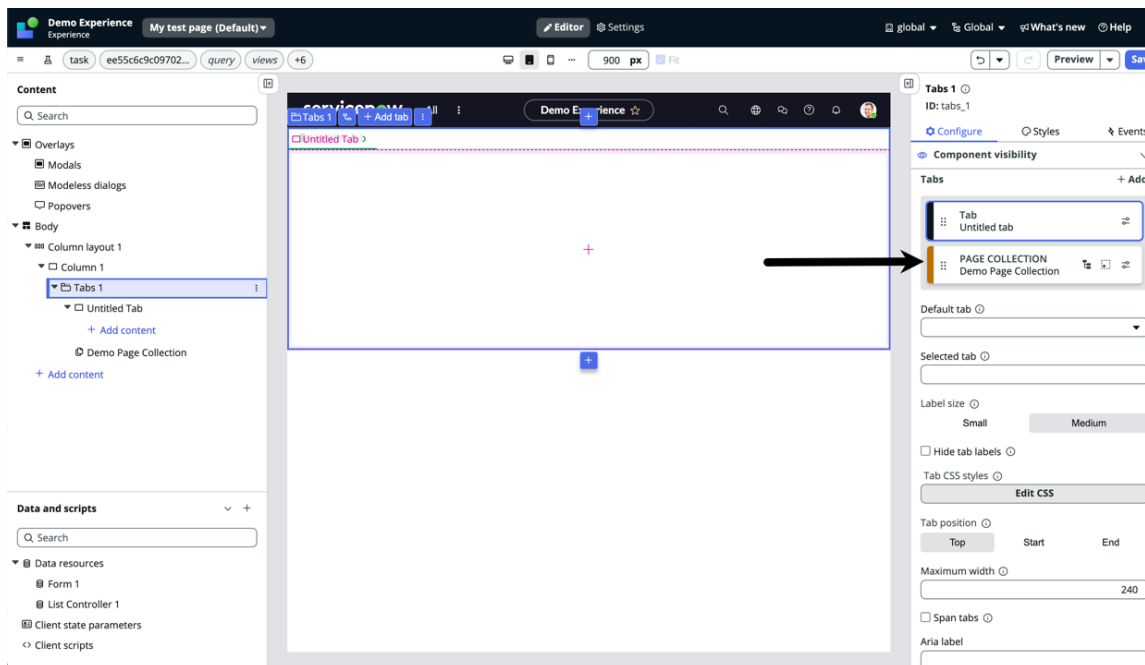 Demo Experience
Experience
My test page (Default)
Editor
Settings
global
Global
What's new
Help
task
ee55c6c9c09702...
query
views
+6
900 px
Fit
Preview
Sav
Content
Search
Overlays
Modals
Modeless dialogs
Popovers
Body
Column layout 1
Column 1
Tabs 1
Untitled Tab
+ Add content
Demo Page Collection
+ Add content
Data and scripts
Search
Data resources
Form 1
List Controller 1
Client state parameters
Client scripts
Tabs 1
+ Add tab
Demo Experience
Untitled Tab
Tabs 1
ID: tabs_1
Configure
Styles
Events
Component visibility
Tabs
+ Add
Tab
Untitled tab
PAGE COLLECTION
Demo Page Collection
Default tab
Selected tab
Label size
Small
Medium
Hide tab labels
Tab CSS styles
Edit CSS
Tab position
Top
Start
End
Maximum width
240
Span tabs
Aria label